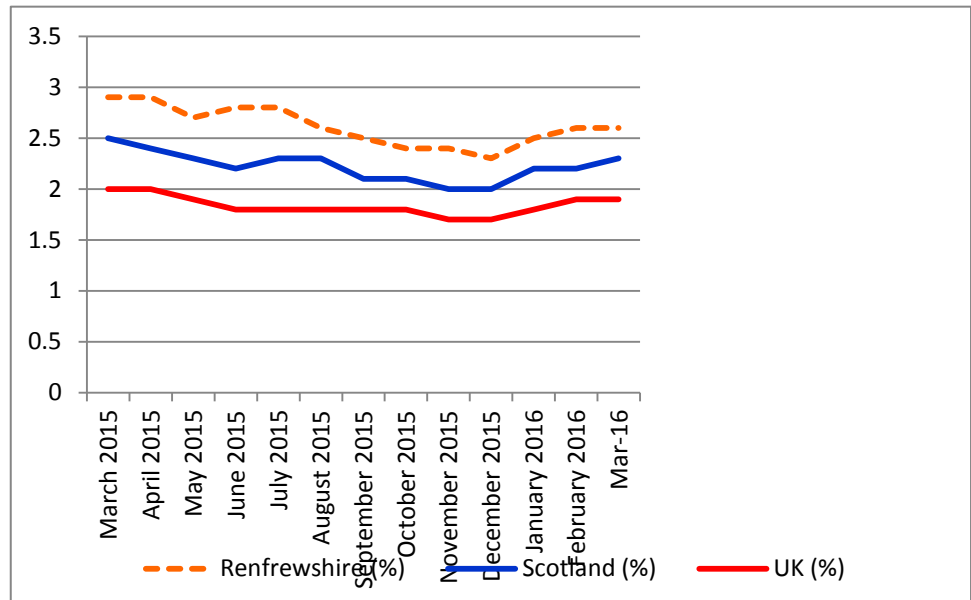 3.5
3
2.5
2
1.5
1
0.5
0
March 2015
April 2015
May 2015
June 2015
July 2015
August 2015
September 2015
October 2015
November 2015
December 2015
January 2016
February 2016
Mar-16
Renfrewshire (%)
Scotland (%)
UK (%)